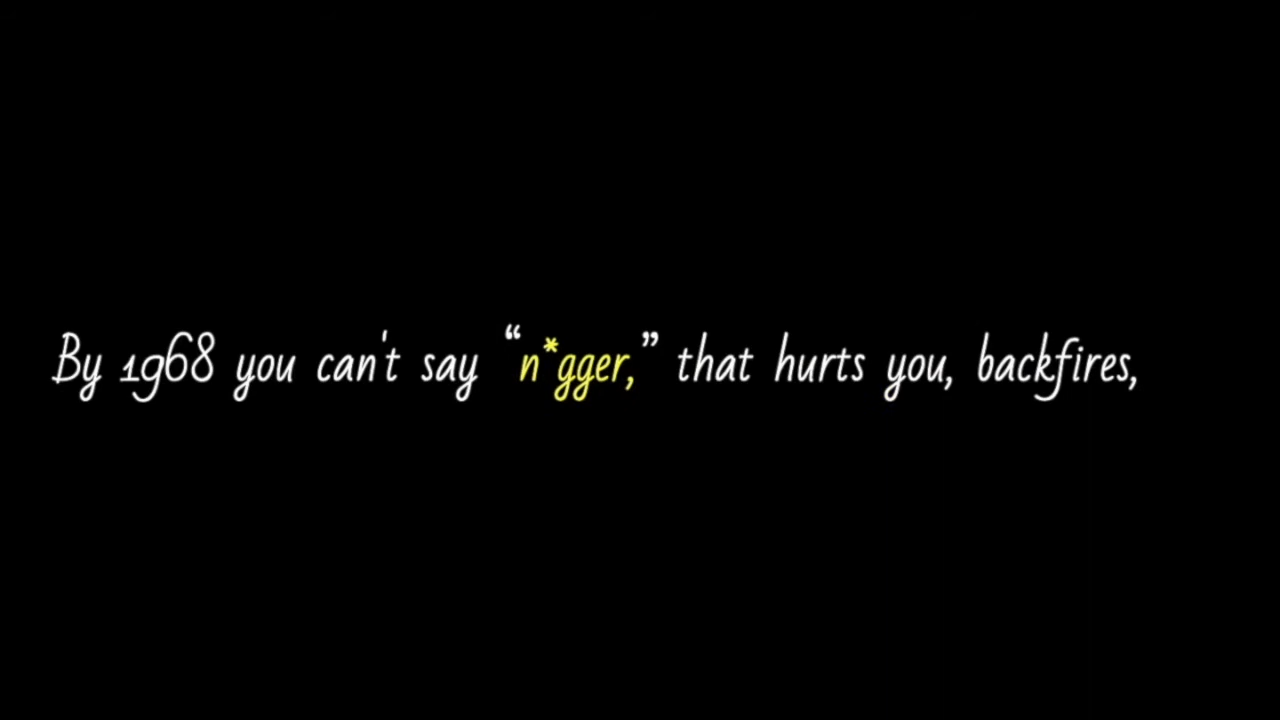 By 1968 you can't say “n*gger,” that hurts you, backfires,